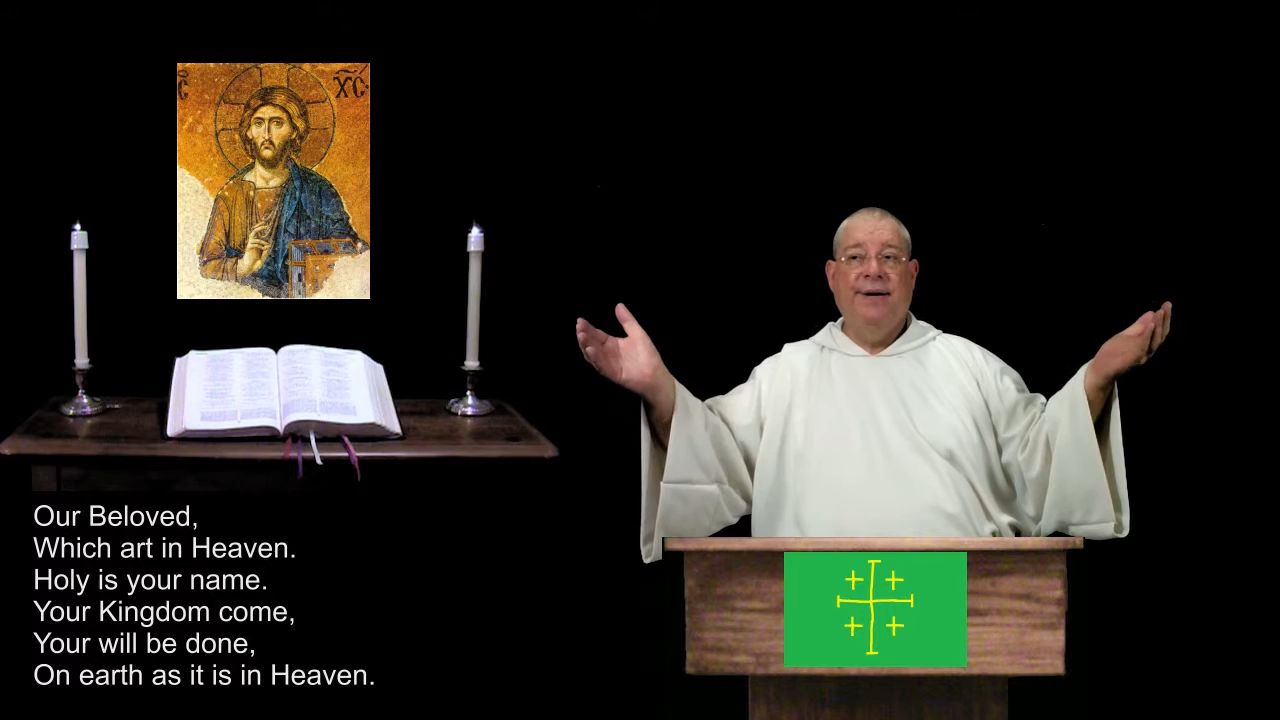 XC
Our Beloved,
Which art in Heaven.
Holy is your name.
Your Kingdom come,
Your will be done,
On earth as it is in Heaven.